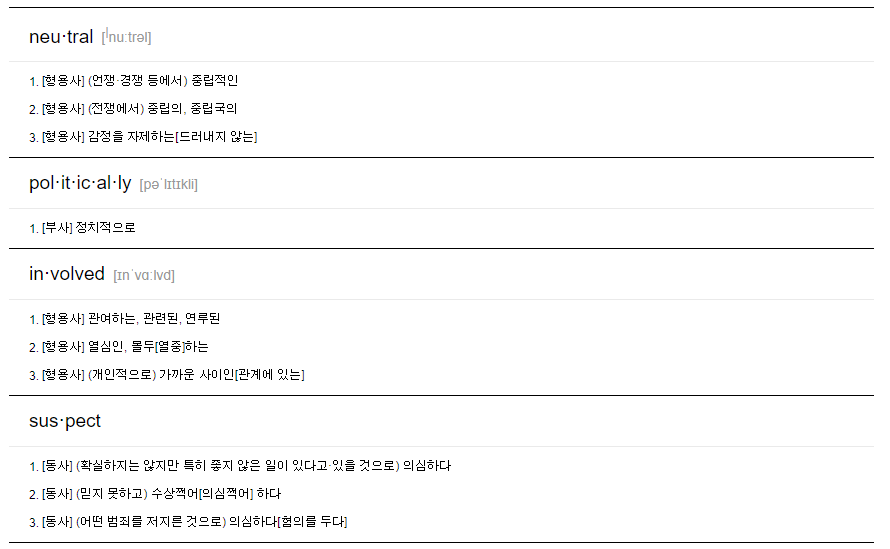 neu·tral [ˈnuːtrəl]
1. [형용사] (언쟁·경쟁 등에서) 중립적인
2. [형용사] (전쟁에서) 중립의, 중립국의
3. [형용사] 감정을 자제하는[드러내지 않는]
pol·it·ic·al·ly [pəˈlɪtɪkli]
1. [부사] 정치적으로
in·volved [ɪnˈvɑːlvd]
1. [형용사] 관여하는, 관련된, 연루된
2. [형용사] 열심인, 몰두[열중]하는
3. [형용사] (개인적으로) 가까운 사이인[관계에 있는]
sus·pect
1. [동사] (확실하지는 않지만 특히 좋지 않은 일이 있다고·있을 것으로) 의심하다
2. [동사] (믿지 못하고) 수상쩍어[의심쩍어] 하다
3. [동사] (어떤 범죄를 저지른 것으로) 의심하다[혐의를 두다]